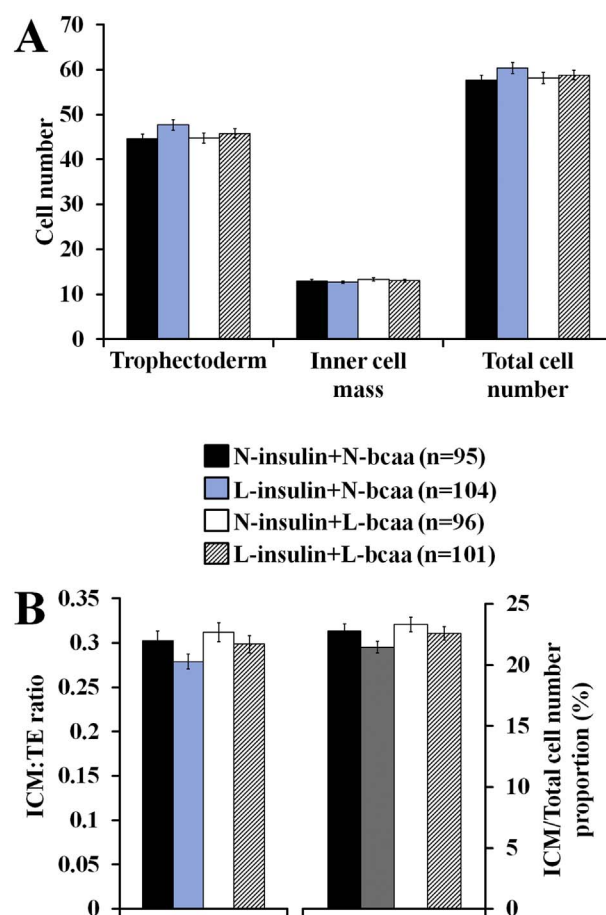 A
Cell number
70
60
50
40
30
20
10
0
Trophectoderm
Inner cell
mass
Total cell
number
N-insulin+N-bcaa (n=95)
L-insulin+N-bcaa (n=104)
N-insulin+L-bcaa (n=96)
L-insulin+L-bcaa (n=101)
B
ICM:TE ratio
0.35
0.3
0.25
0.2
0.15
0.1
0.05
0
25
20
15
10
5
0
ICM/Total cell number
proportion (%)